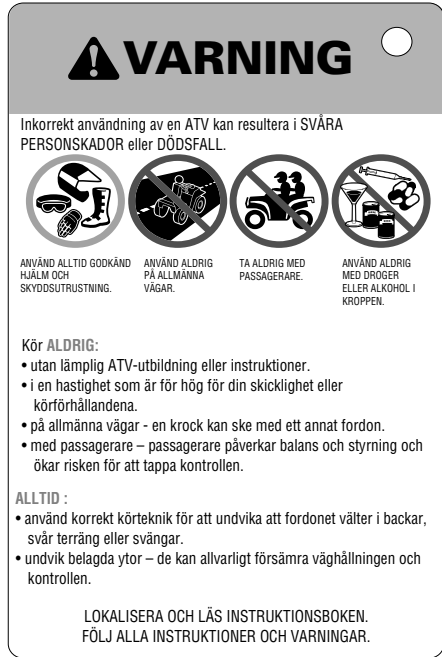 VARNING
Inkorrekt användning av en ATV kan resultera i SVÅRA
PERSONSKADOR eller DÖDSFALL.
ANVÄND ALLTID GODKÄND
HJÄLM OCH
SKYDDSUTRUSTNING.
ANVÄND ALDRIG
PÅ ALLMÄNNA
VÄGAR.
TA ALDRIG MED
PASSAGERARE.
ANVÄND ALDRIG
MED DROGER
ELLER ALKOHOL I
KROPPEN.
Kör ALDRIG:
• utan lämplig ATV-utbildning eller instruktioner.
• i en hastighet som är för hög för din skicklighet eller
körförhållandena.
• på allmänna vägar - en krock kan ske med ett annat fordon.
• med passagerare – passagerare påverkar balans och styrning och
ökar risken för att tappa kontrollen.
ALLTID :
• använd korrekt körteknik för att undvika att fordonet välter i backar,
svår terräng eller svängar.
• undvik belagda ytor – de kan allvarligt försämra väghållningen och
kontrollen.
LOKALISERA OCH LÄS INSTRUKTIONSBOKEN.
FÖLJ ALLA INSTRUKTIONER OCH VARNINGAR.